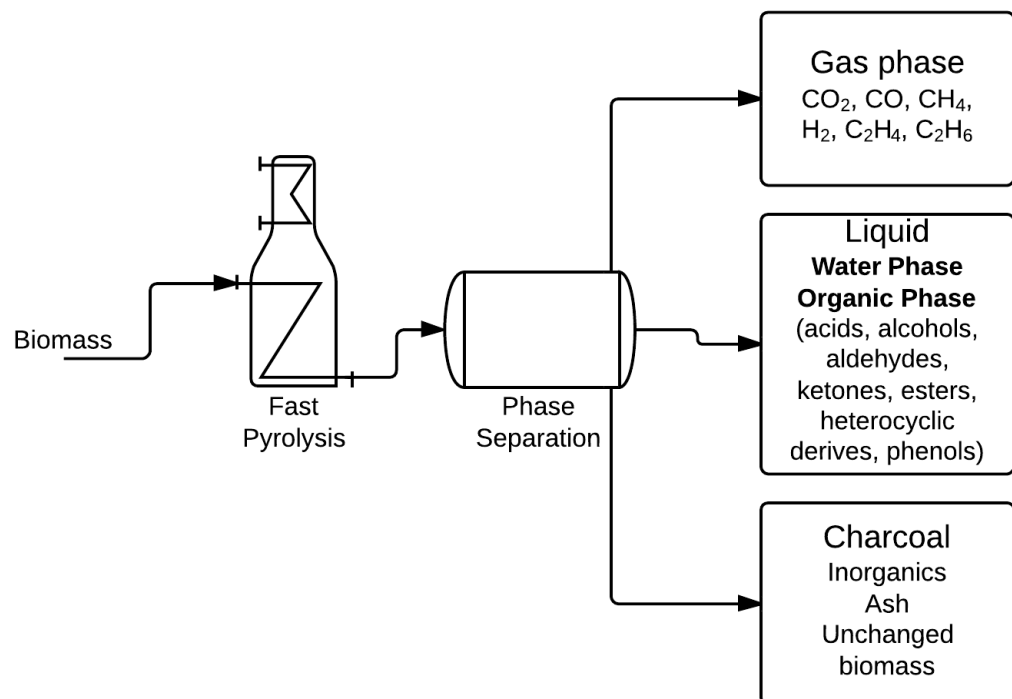 Biomass
Fast
Pyrolysis
Phase
Separation
Gas phase
CO₂, CO, CH₄,
H₂, C₂H₄, C₂H₆
Liquid
Water Phase
Organic Phase
(acids, alcohols,
aldehydes,
ketones, esters,
heterocyclic
derives, phenols)
Charcoal
Inorganics
Ash
Unchanged
biomass